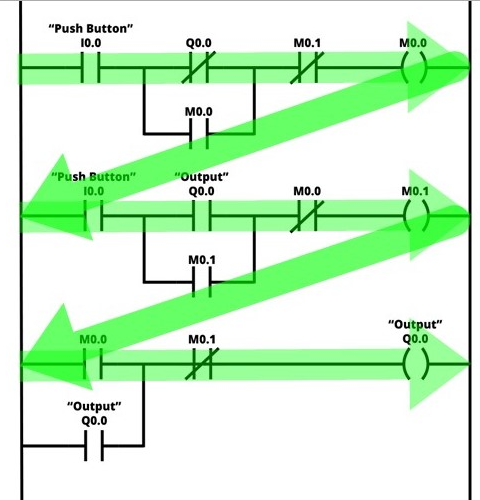 “Push Button”
I0.0 Q0.0 M0.1 M0.0
M0.0
“Push Button” “Output”
I0.0 Q0.0 M0.0 M0.1
M0.1
“Output”
M0.0 M0.1 Q0.0
“Output”
Q0.0